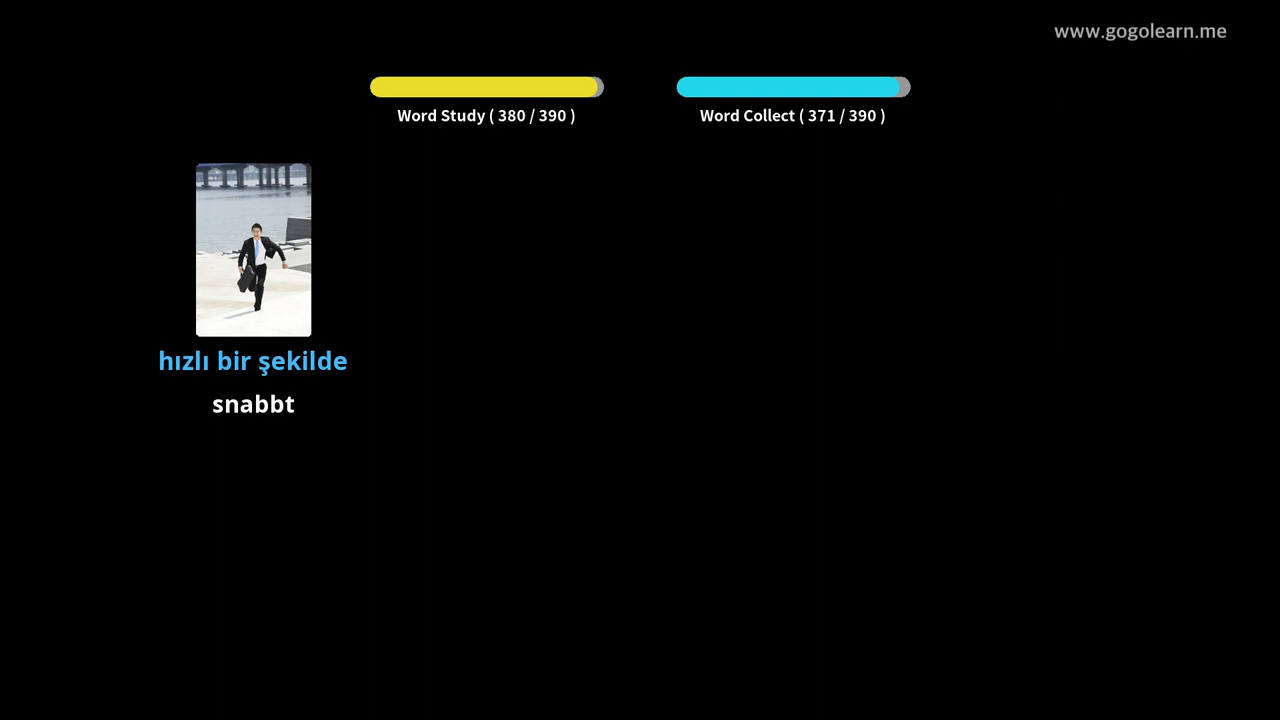 www.gogolearn.me
Word Study ( 380 / 390 )
Word Collect ( 371 / 390 )
hızlı bir şekilde
snabbt